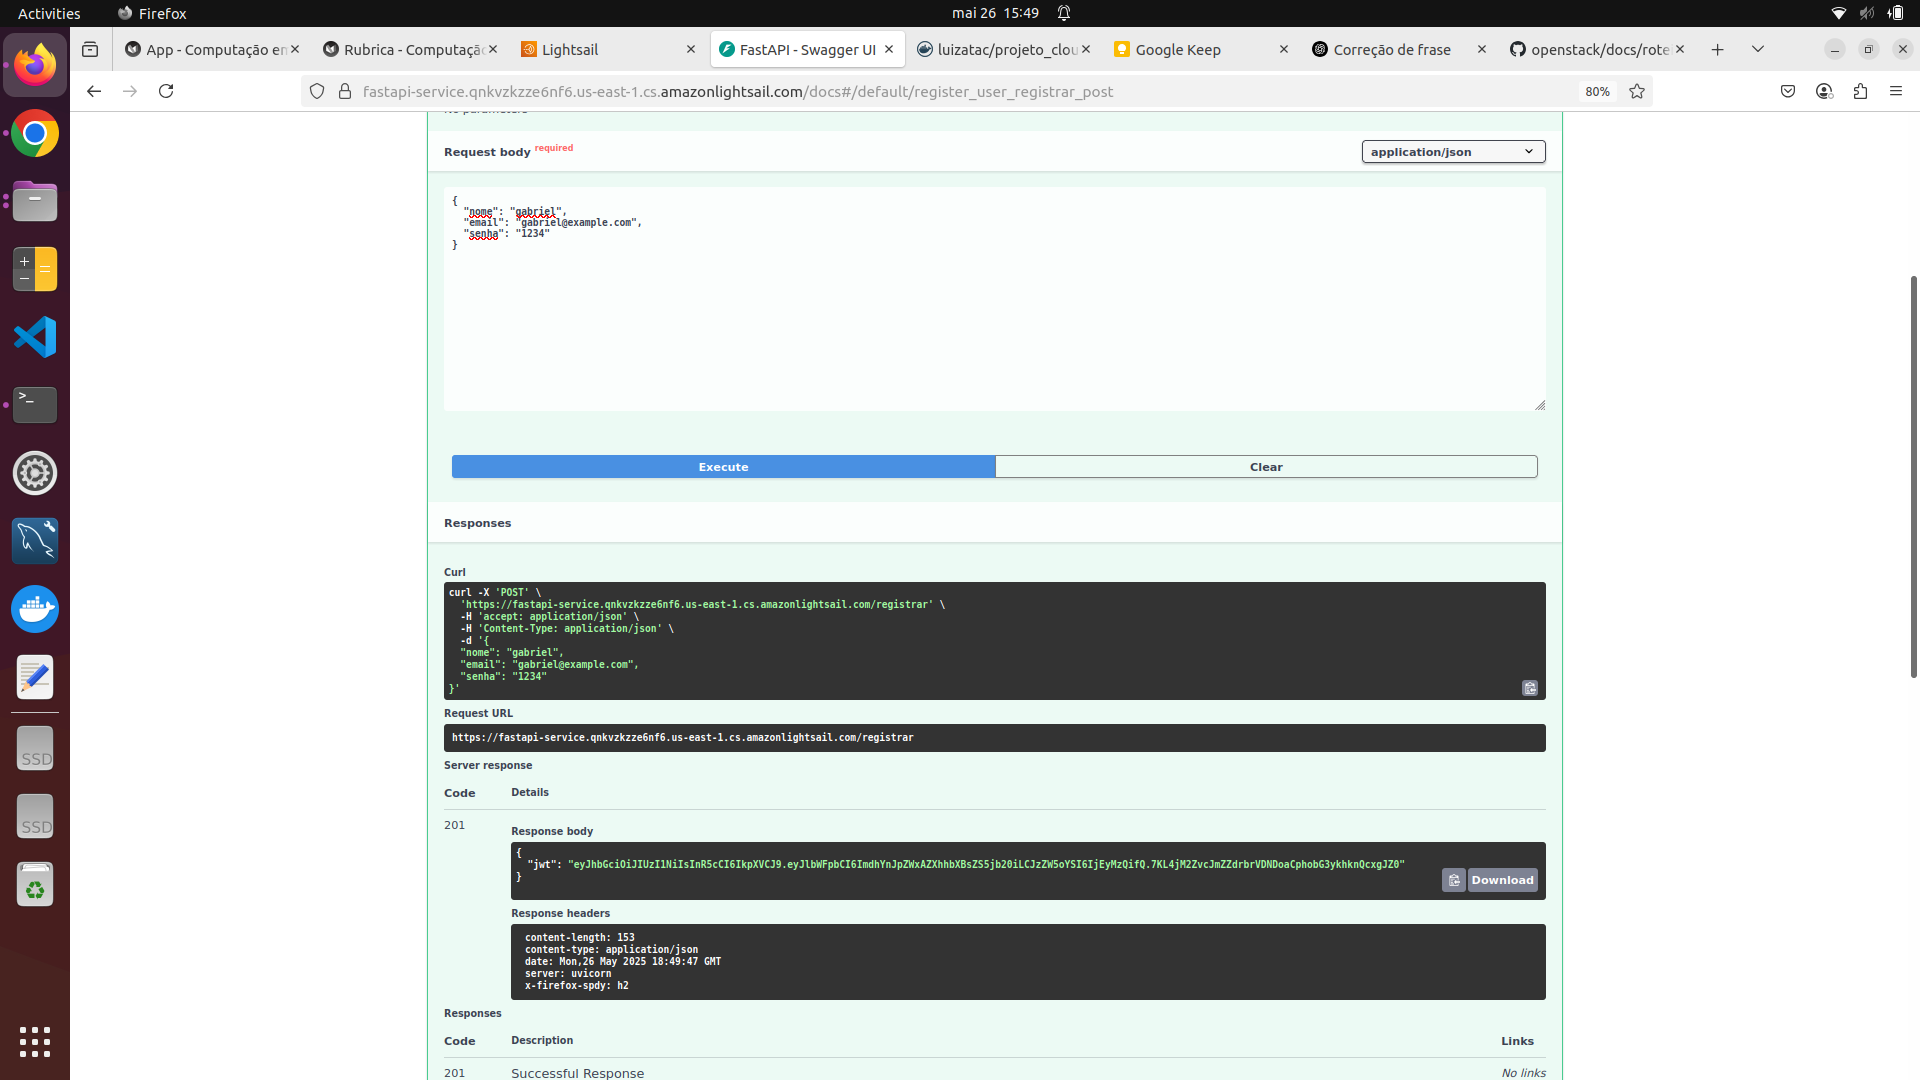 Activities
Firefox
mai 26 15:49
App - Computação en
Rubrica - Computaçã
Lightsail
FastAPI - Swagger UI
luizatac/projeto_clou
Google Keep
Correção de frase
openstack/docs/rote
fastapi-service.qnkvzkzze6nf6.us-east-1.cs.amazonlightsail.com/docs#/default/register_user_registrar_post
80%
No parameters
Request body required
application/json
{
"nome": "gabriel",
"email": "gabriel@example.com",
"senha": "1234"
}
Execute
Clear
Responses
Curl
curl -X 'POST' \
'https://fastapi-service.qnkvzkzze6nf6.us-east-1.cs.amazonlightsail.com/registrar' \
-H 'accept: application/json' \
-H 'Content-Type: application/json' \
-d '{
"nome": "gabriel",
"email": "gabriel@example.com",
"senha": "1234"
}'
Request URL
https://fastapi-service.qnkvzkzze6nf6.us-east-1.cs.amazonlightsail.com/registrar
Server response
Code
Details
201
Response body
{
"jwt": "eyJhbGciOiJIUzI1NiIsInR5cCI6IkpXVCJ9.eyJlbWFpbCI6ImdhYnJpZWxAZXhhbXBsZS5jb20iLCJzZW5oYSI6IjEyMzQifQ.7KL4jM2ZvcJmZZdrbrVDNDoaCphobG3ykhknQcxgJZ0"
}
Download
Response headers
content-length: 153
content-type: application/json
date: Mon,26 May 2025 18:49:47 GMT
server: uvicorn
x-firefox-spdy: h2
Responses
Code
Description
Links
201
Successful Response
No links
SSD
SSD